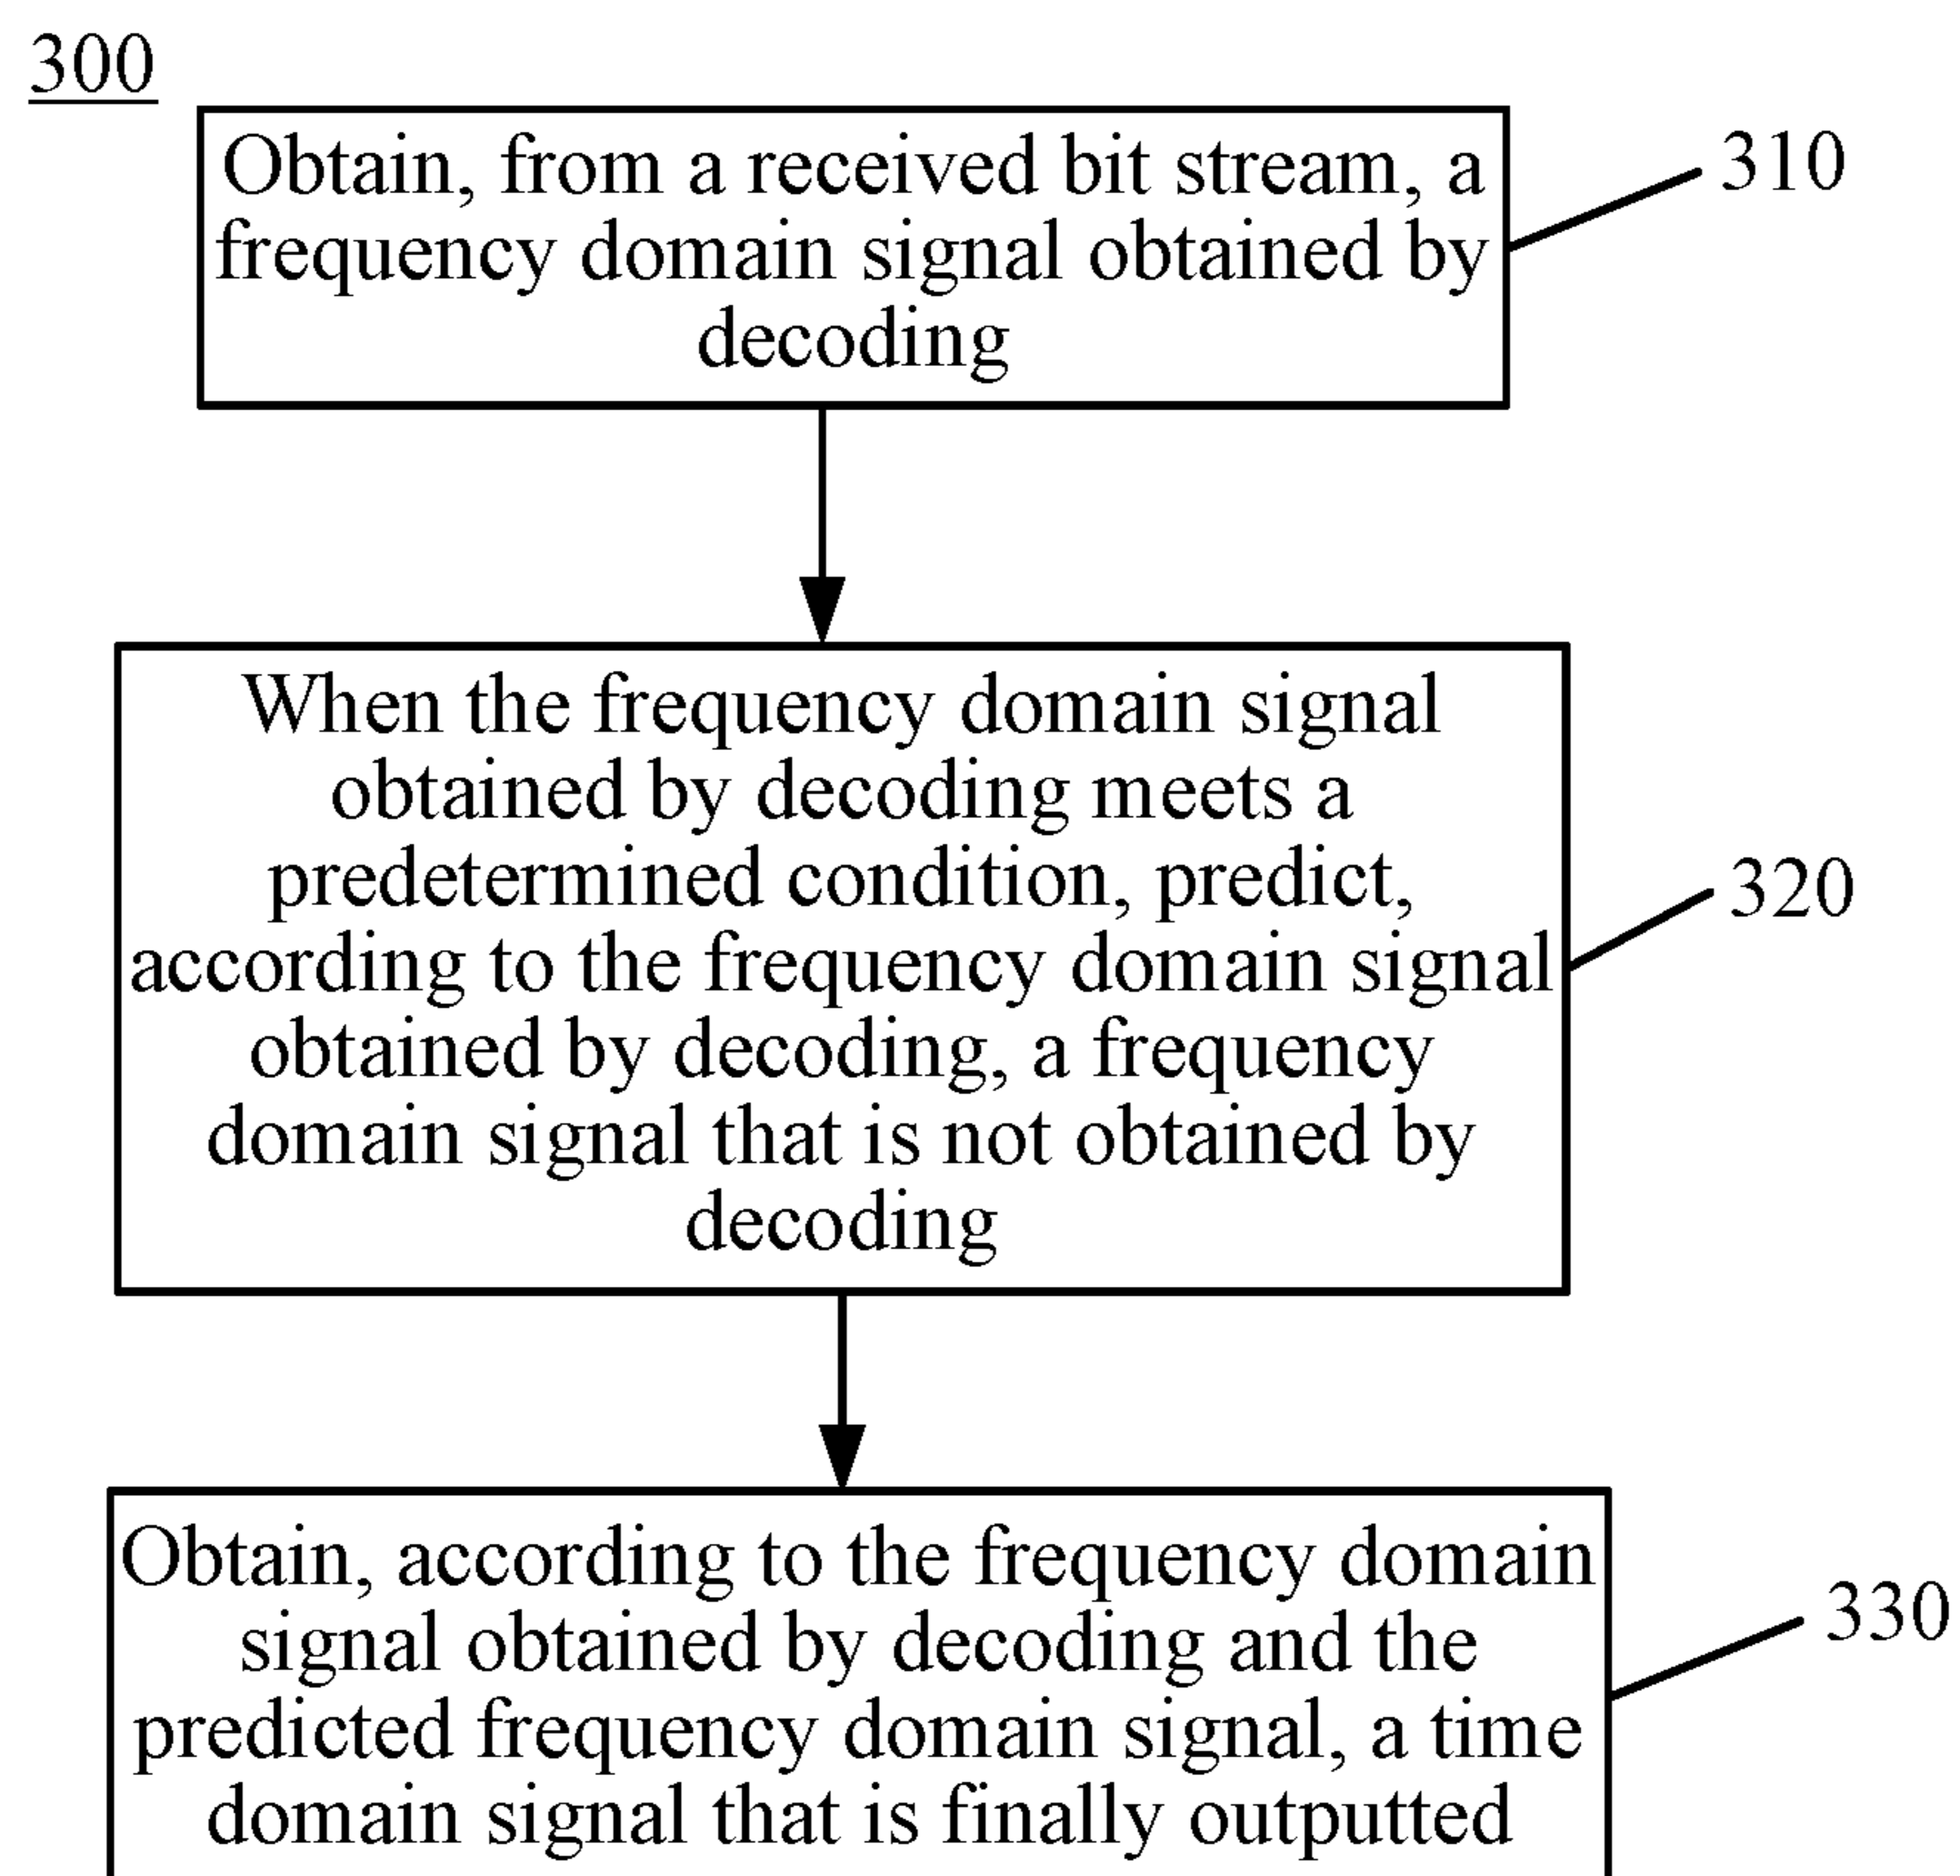 300
Obtain, from a received bit stream, a
frequency domain signal obtained by
decoding
310
When the frequency domain signal
obtained by decoding meets a
predetermined condition, predict,
according to the frequency domain signal
obtained by decoding, a frequency
domain signal that is not obtained by
decoding
320
Obtain, according to the frequency domain
signal obtained by decoding and the
predicted frequency domain signal, a time
domain signal that is finally outputted
330